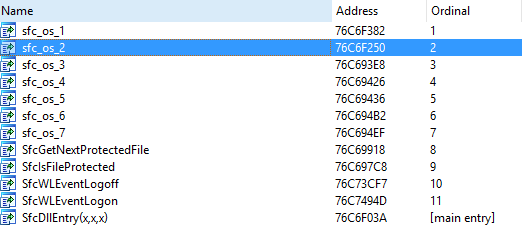 Name Address Ordinal
sfc_os_1 76C6F382 1
sfc_os_2 76C6F250 2
sfc_os_3 76C693E8 3
sfc_os_4 76C69426 4
sfc_os_5 76C69436 5
sfc_os_6 76C694B2 6
sfc_os_7 76C694EF 7
SfcGetNextProtectedFile 76C69918 8
SfcIsFileProtected 76C697C8 9
SfcWLEventLogoff 76C73CF7 10
SfcWLEventLogon 76C7494D 11
SfcDllEntry(x,x,x) 76C6F03A [main entry]